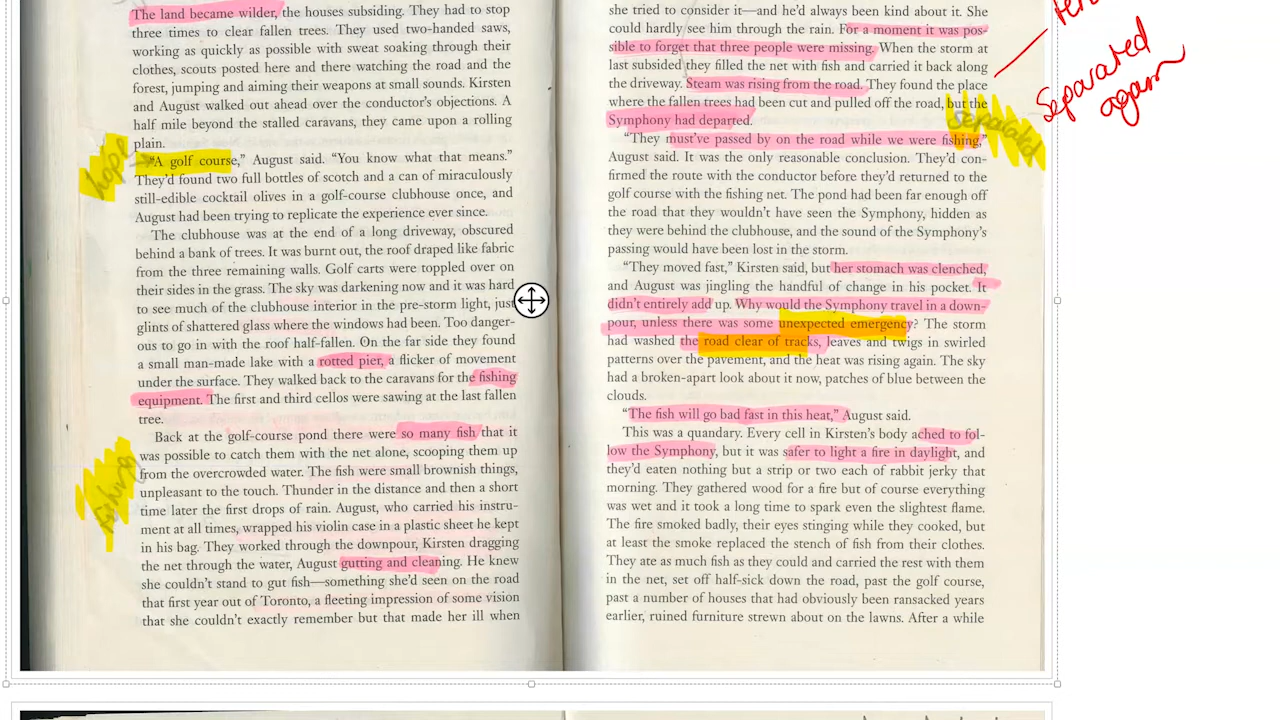 The land became wilder, the houses subsiding. They had to stop
three times to clear fallen trees. They used two-handed saws,
working as quickly as possible with sweat soaking through their
clothes, scouts posted here and there watching the road and the
forest, jumping and aiming their weapons at small sounds. Kirsten
and August walked out ahead over the conductor's objections. A
half mile beyond the stalled caravans, they came upon a rolling
plain.
"A golf course," August said. "You know what that means."
They'd found two full bottles of scotch and a can of miraculously
still-edible cocktail olives in a golf-course clubhouse once, and
August had been trying to replicate the experience ever since.
The clubhouse was at the end of a long driveway, obscured
behind a bank of trees. It was burnt out, the roof draped like fabric
from the three remaining walls. Golf carts were toppled over on
their sides in the grass. The sky was darkening now and it was hard
to see much of the clubhouse interior in the pre-storm light, just
glints of shattered glass where the windows had been. Too danger-
ous to go in with the roof half-fallen. On the far side they found
a small man-made lake with a rotted pier, a flicker of movement
under the surface. They walked back to the caravans for the fishing
equipment. The first and third cellos were sawing at the last fallen
tree.
Back at the golf-course pond there were so many fish that it
was possible to catch them with the net alone, scooping them up
from the overcrowded water. The fish were small brownish things,
unpleasant to the touch. Thunder in the distance and then a short
time later the first drops of rain. August, who carried his instru-
ment at all times, wrapped his violin case in a plastic sheet he kept
in his bag. They worked through the downpour, Kirsten dragging
the net through the water, August gutting and cleaning. He knew
she couldn't stand to gut fish—something she'd seen on the road
that first year out of Toronto, a fleeting impression of some vision
that she couldn't exactly remember but that made her ill when
hope
fishing
she tried to consider it—and he'd always been kind about it. She
could hardly see him through the rain. For a moment it was pos-
sible to forget that three people were missing. When the storm at
last subsided they filled the net with fish and carried it back along
the driveway. Steam was rising from the road. They found the place
where the fallen trees had been cut and pulled off the road, but the
Symphony had departed.
"They must've passed by on the road while we were fishing,"
August said. It was the only reasonable conclusion. They'd con-
firmed the route with the conductor before they'd returned to the
golf course with the fishing net. The pond had been far enough off
the road that they wouldn't have seen the Symphony, hidden as
they were behind the clubhouse, and the sound of the Symphony's
passing would have been lost in the storm.
"They moved fast," Kirsten said, but her stomach was clenched,
and August was jingling the handful of change in his pocket. It
didn't entirely add up. Why would the Symphony travel in a down-
pour, unless there was some unexpected emergency? The storm
had washed the road clear of tracks, leaves and twigs in swirled
patterns over the pavement, and the heat was rising again. The sky
had a broken-apart look about it now, patches of blue between the
clouds.
"The fish will go bad fast in this heat," August said.
This was a quandary. Every cell in Kirsten's body ached to fol-
low the Symphony, but it was safer to light a fire in daylight, and
they'd eaten nothing but a strip or two each of rabbit jerky that
morning. They gathered wood for a fire but of course everything
was wet and it took a long time to spark even the slightest flame.
The fire smoked badly, their eyes stinging while they cooked, but
at least the smoke replaced the stench of fish from their clothes.
They ate as much fish as they could and carried the rest with them
in the net, set off half-sick down the road, past the golf course,
past a number of houses that had obviously been ransacked years
earlier, ruined furniture strewn about on the lawns. After a while
Separated
Separated
again